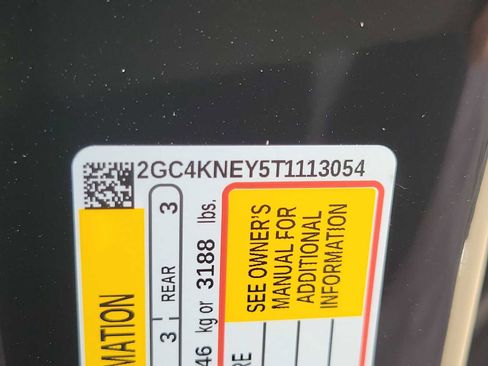 2GC4KNEY5T1113054
MATION
3 REAR 3
46 kg or 3188 lbs.
SEE OWNER'S
MANUAL FOR
ADDITIONAL
INFORMATION
RE